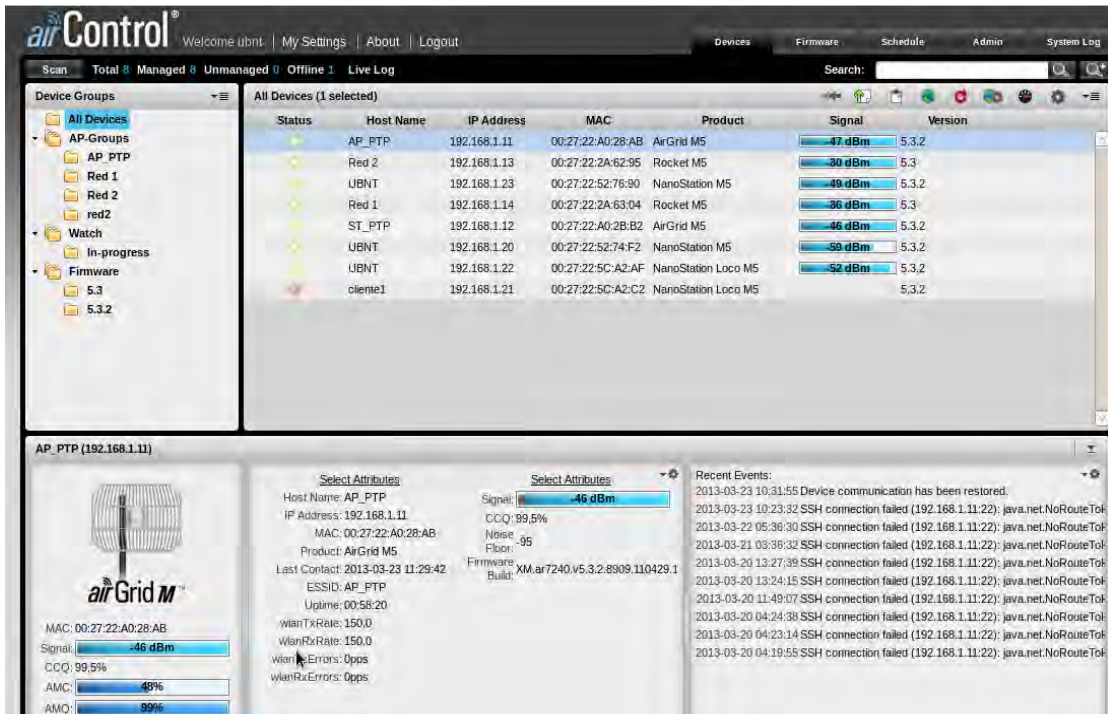 airControl®
Welcome ubnt | My Settings | About | Logout
Devices Firmware Schedule Admin System Log
Scan Total 8 Managed 8 Unmanaged 0 Offline 1 Live Log
Search:
Device Groups
All Devices
AP-Groups
AP_PTP
Red 1
Red 2
red2
Watch
In-progress
Firmware
5.3
5.3.2
All Devices (1 selected)
Status Host Name IP Address MAC Product Signal Version
AP_PTP 192.168.1.11 00:27:22:A0:28:AB AirGrid M5 -47 dBm 5.3.2
Red 2 192.168.1.13 00:27:22:2A:62:95 Rocket M5 -30 dBm 5.3
UBNT 192.168.1.23 00:27:22:52:76:90 NanoStation M5 -49 dBm 5.3.2
Red 1 192.168.1.14 00:27:22:2A:63:04 Rocket M5 -36 dBm 5.3
ST_PTP 192.168.1.12 00:27:22:A0:2B:B2 AirGrid M5 -46 dBm 5.3.2
UBNT 192.168.1.20 00:27:22:52:74:F2 NanoStation M5 -59 dBm 5.3.2
UBNT 192.168.1.22 00:27:22:5C:A2:AF NanoStation Loco M5 -52 dBm 5.3.2
cliente1 192.168.1.21 00:27:22:5C:A2:C2 NanoStation Loco M5 5.3.2
AP_PTP (192.168.1.11)
airGrid M™
MAC: 00:27:22:A0:28:AB
Signal: -46 dBm
CCQ: 99,5%
AMC: 48%
AMQ: 99%
Select Attributes
Host Name: AP_PTP
IP Address: 192.168.1.11
MAC: 00:27:22:A0:28:AB
Product: AirGrid M5
Last Contact: 2013-03-23 11:29:42
ESSID: AP_PTP
Uptime: 00:58:20
wlanTxRate: 150,0
wlanRxRate: 150,0
Errors: 0pps
wlanRxErrors: 0pps
Select Attributes
Signal: -46 dBm
CCQ: 99,5%
Noise Floor: -95
Firmware Build: XM.ar7240.v5.3.2.8909.110429.1
Recent Events:
2013-03-23 10:31:55 Device communication has been restored.
2013-03-23 10:23:32 SSH connection failed (192.168.1.11:22): java.net.NoRouteToH
2013-03-22 05:36:30 SSH connection failed (192.168.1.11:22): java.net.NoRouteToH
2013-03-21 03:36:32 SSH connection failed (192.168.1.11:22): java.net.NoRouteToH
2013-03-20 13:27:39 SSH connection failed (192.168.1.11:22): java.net.NoRouteToH
2013-03-20 13:24:15 SSH connection failed (192.168.1.11:22): java.net.NoRouteToH
2013-03-20 11:49:07 SSH connection failed (192.168.1.11:22): java.net.NoRouteToH
2013-03-20 04:24:38 SSH connection failed (192.168.1.11:22): java.net.NoRouteToH
2013-03-20 04:23:14 SSH connection failed (192.168.1.11:22): java.net.NoRouteToH
2013-03-20 04:19:55 SSH connection failed (192.168.1.11:22): java.net.NoRouteToH